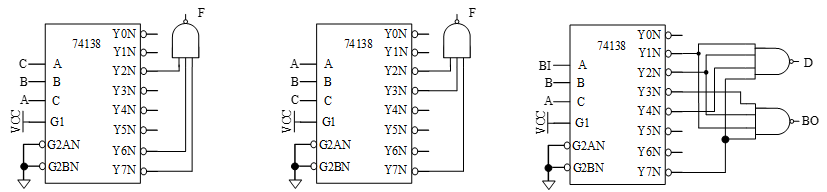 F
Y0N
74138
Y1N
C A Y2N
B B Y3N
A C Y4N
VCC G1 Y5N
G2AN
Y6N
G2BN Y7N
F
Y0N
74138
Y1N
A A Y2N
B B Y3N
C C Y4N
VCC G1 Y5N
G2AN
Y6N
G2BN Y7N
Y0N
74138
Y1N
BI A Y2N D
B B Y3N
A C Y4N
VCC G1 Y5N BO
G2AN
Y6N
G2BN Y7N